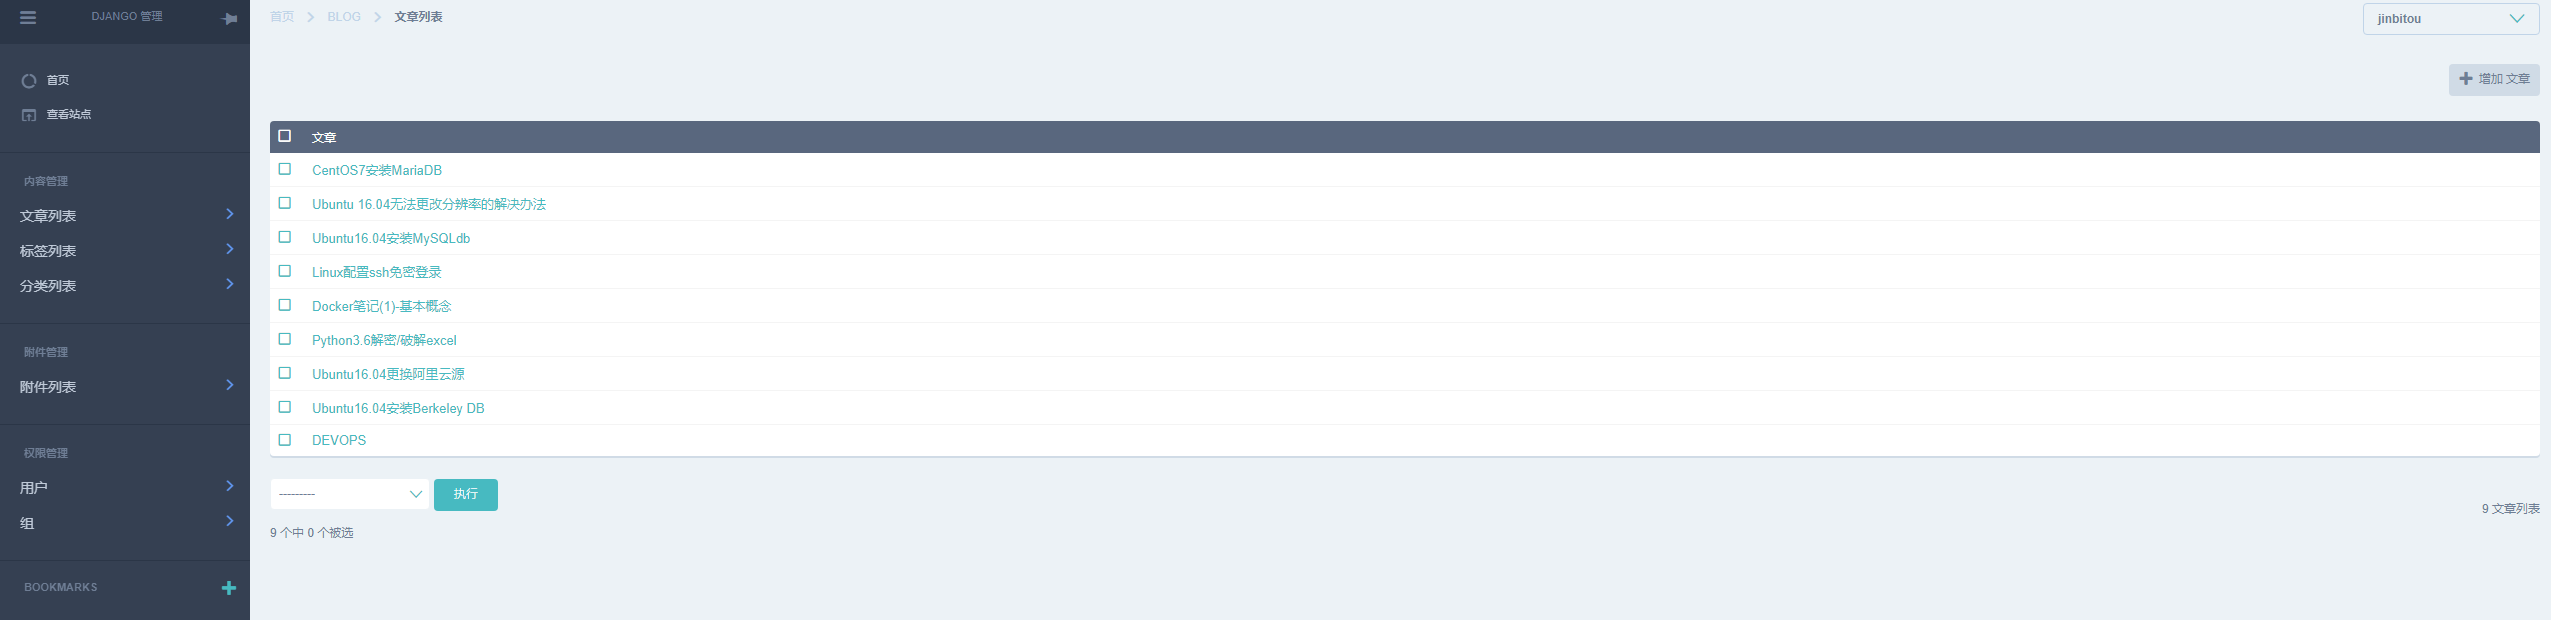 DJANGO 管理
首页
查看站点
内容管理
文章列表
标签列表
分类列表
附件管理
附件列表
权限管理
用户
组
BOOKMARKS
首页 BLOG 文章列表
jinbitou
增加 文章
文章
CentOS7安装MariaDB
Ubuntu 16.04无法更改分辨率的解决办法
Ubuntu16.04安装MySQLdb
Linux配置ssh免密登录
Docker笔记(1)-基本概念
Python3.6解密/破解excel
Ubuntu16.04更换阿里云源
Ubuntu16.04安装Berkeley DB
DEVOPS
--------- 执行
9 文章列表
9 个中 0 个被选